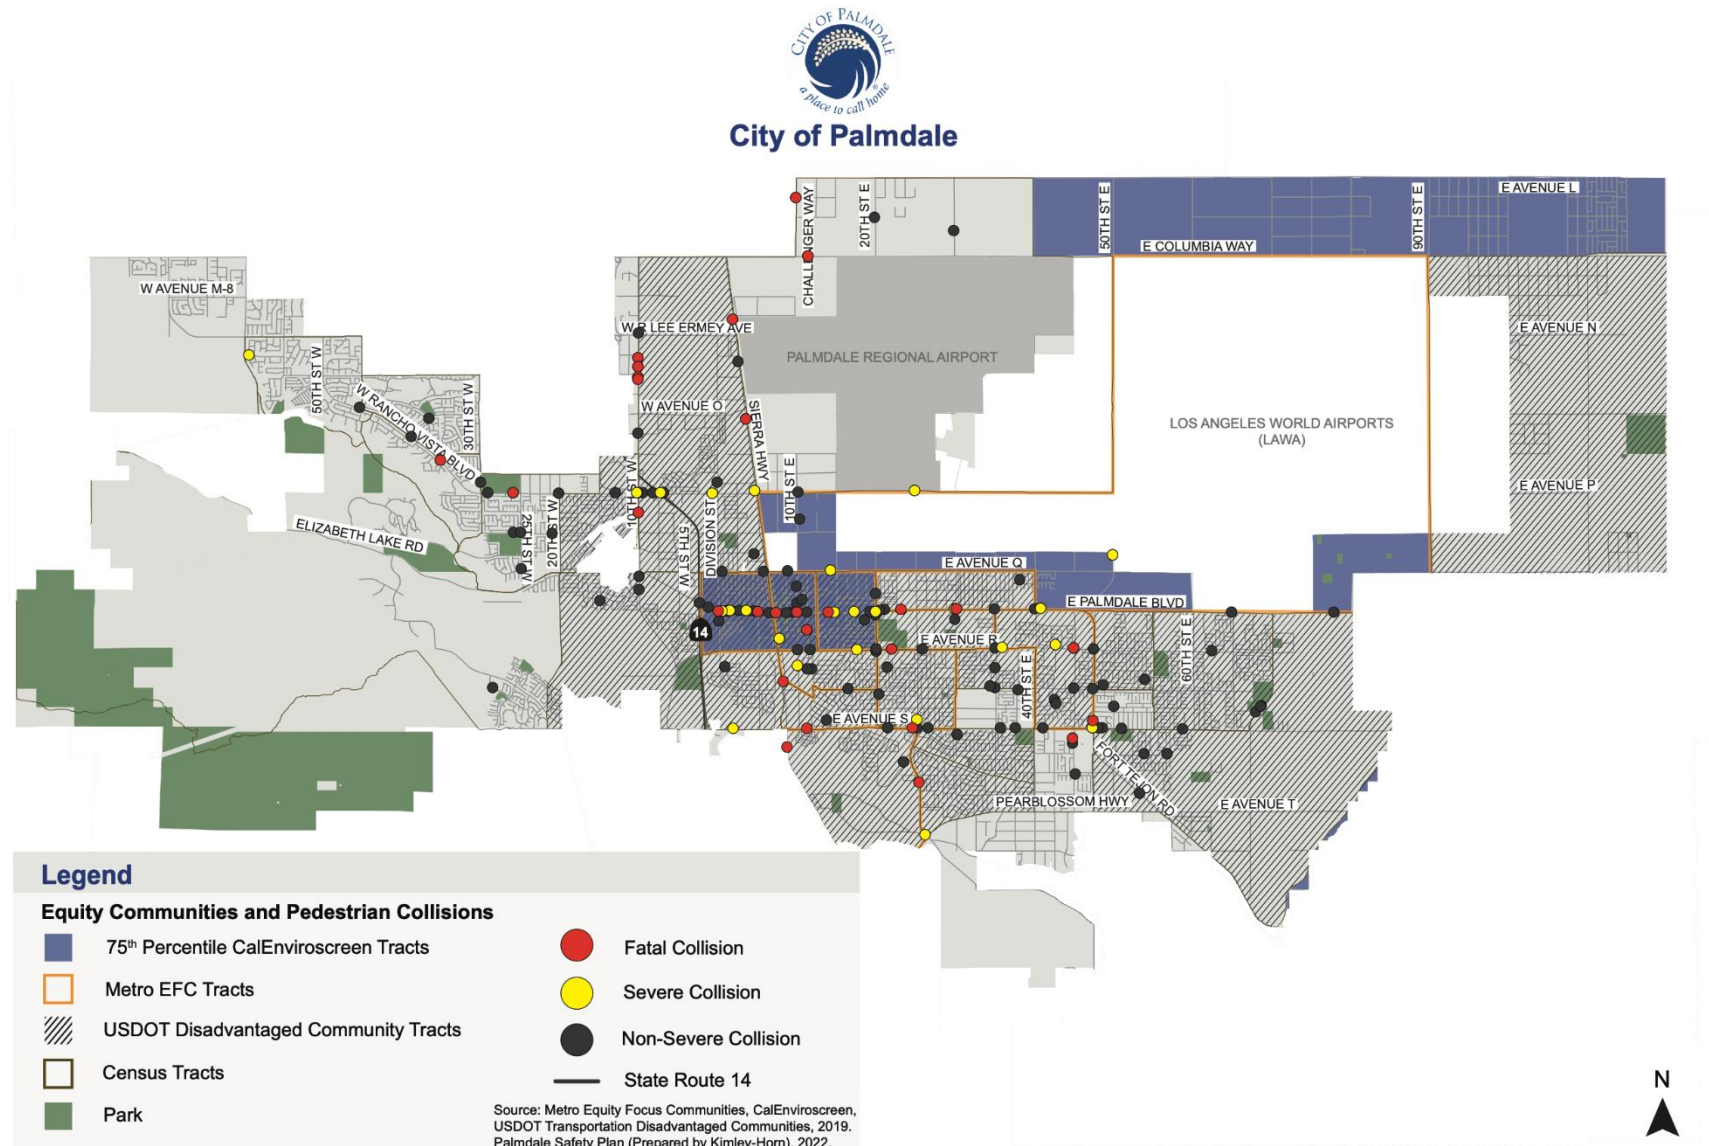 CITY OF PALMDALE
a place to call home
®
City of Palmdale
E AVENUE L
CHALLENGER WAY
20TH ST E
50TH ST E
90TH ST E
E COLUMBIA WAY
W AVENUE M-8
W R LEE ERMEY AVE
E AVENUE N
PALMDALE REGIONAL AIRPORT
50TH ST W
W RANCHO VISTA BLVD
30TH ST W
W AVENUE O
SIERRA HWY
LOS ANGELES WORLD AIRPORTS
(LAWA)
10TH ST W
10TH ST E
E AVENUE P
ELIZABETH LAKE RD
25TH ST W
20TH ST W
5TH ST W
DIVISION ST
E AVENUE Q
E PALMDALE BLVD
14
E AVENUE R
60TH ST E
40TH ST E
E AVENUE S
FORT TEJON RD
PEARBLOSSOM HWY
E AVENUE T
Legend
Equity Communities and Pedestrian Collisions
75th Percentile CalEnviroscreen Tracts
Metro EFC Tracts
USDOT Disadvantaged Community Tracts
Census Tracts
Park
Fatal Collision
Severe Collision
Non-Severe Collision
State Route 14
Source: Metro Equity Focus Communities, CalEnviroscreen,
USDOT Transportation Disadvantaged Communities, 2019.
Palmdale Safety Plan (Prepared by Kimley-Horn), 2022.
N